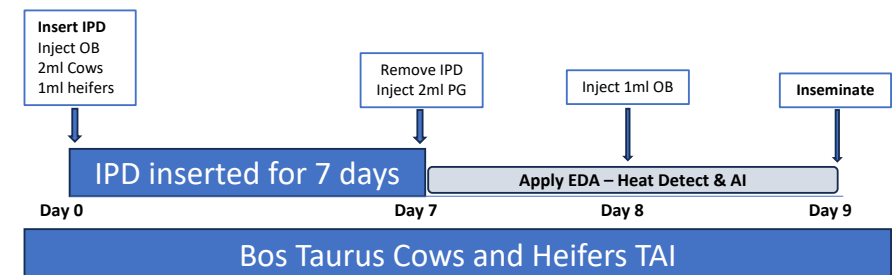 Insert IPD
Inject OB
2ml Cows
1ml heifers
Remove IPD
Inject 2ml PG
Inject 1ml OB
Inseminate
IPD inserted for 7 days
Apply EDA – Heat Detect & AI
Day 0
Day 7
Day 8
Day 9
Bos Taurus Cows and Heifers TAI